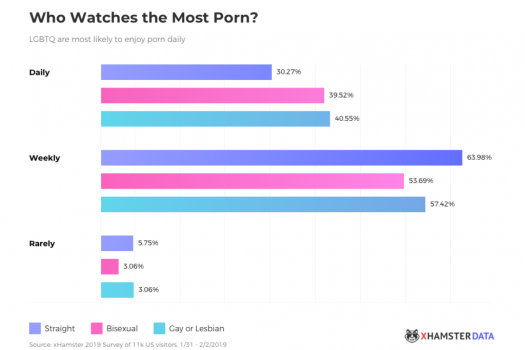 Who Watches the Most Porn?
LGBTQ are most likely to enjoy porn daily
Daily
30.27%
39.52%
40.55%
Weekly
63.98%
53.69%
57.42%
Rarely
5.75%
3.06%
3.06%
Straight Bisexual Gay or Lesbian
Source: xHamster 2019 Survey of 11k US visitors, 1/31 - 2/2/2019
XHAMSTERDATA